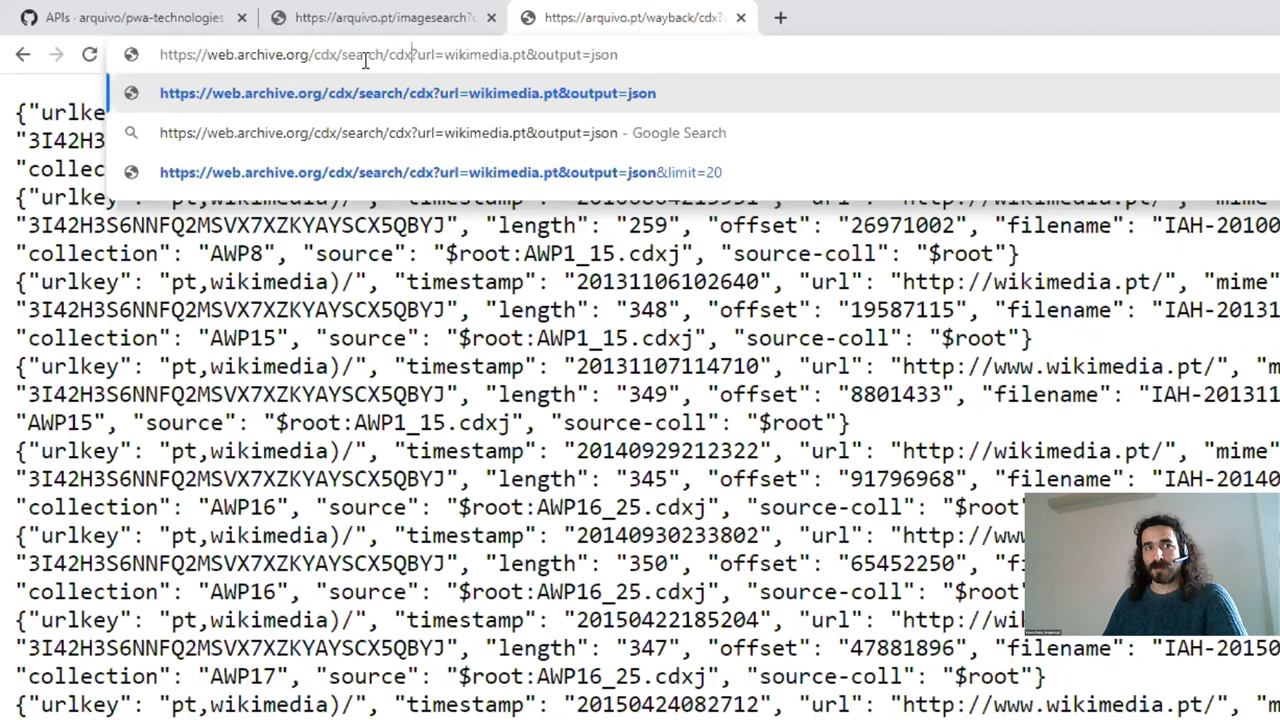 APIs · arquivo/pwa-technologies
https://arquivo.pt/imagesearch?
https://arquivo.pt/wayback/cdx?
https://web.archive.org/cdx/search/cdx?url=wikimedia.pt&output=json
https://web.archive.org/cdx/search/cdx?url=wikimedia.pt&output=json
https://web.archive.org/cdx/search/cdx?url=wikimedia.pt&output=json - Google Search
https://web.archive.org/cdx/search/cdx?url=wikimedia.pt&output=json&limit=20
{"urlke
"3I42H3
"collec
{"urlkey
"3I42H3S6NNFQ2MSVX7XZKYAYSCX5QBYJ", "length": "259", "offset": "26971002", "filename": "IAH-20100
"collection": "AWP8", "source": "$root:AWP1_15.cdxj", "source-coll": "$root"}
{"urlkey": "pt,wikimedia)/", "timestamp": "20131106102640", "url": "http://wikimedia.pt/", "mime"
"3I42H3S6NNFQ2MSVX7XZKYAYSCX5QBYJ", "length": "348", "offset": "19587115", "filename": "IAH-20131
"collection": "AWP15", "source": "$root:AWP1_15.cdxj", "source-coll": "$root"}
{"urlkey": "pt,wikimedia)/", "timestamp": "20131107114710", "url": "http://www.wikimedia.pt/", "m
"3I42H3S6NNFQ2MSVX7XZKYAYSCX5QBYJ", "length": "349", "offset": "8801433", "filename": "IAH-201311
"AWP15", "source": "$root:AWP1_15.cdxj", "source-coll": "$root"}
{"urlkey": "pt,wikimedia)/", "timestamp": "20140929212322", "url": "http://wikimedia.pt/", "mime"
"3I42H3S6NNFQ2MSVX7XZKYAYSCX5QBYJ", "length": "345", "offset": "91796968", "filename": "IAH-20140
"collection": "AWP16", "source": "$root:AWP16_25.cdxj", "source-coll": "$roo
{"urlkey": "pt,wikimedia)/", "timestamp": "20140930233802", "url": "http://ww
"3I42H3S6NNFQ2MSVX7XZKYAYSCX5QBYJ", "length": "350", "offset": "65452250", "fi
"collection": "AWP16", "source": "$root:AWP16_25.cdxj", "source-coll": "$roo
{"urlkey": "pt,wikimedia)/", "timestamp": "20150422185204", "url": "http://ww
"3I42H3S6NNFQ2MSVX7XZKYAYSCX5QBYJ", "length": "347", "offset": "47881896", "filename": "IAH-20150
"collection": "AWP17", "source": "$root:AWP16_25.cdxj", "source-coll": "$root"}
{"urlkey": "pt,wikimedia)/", "timestamp": "20150424082712", "url": "http://www.wikimedia.pt/", "m